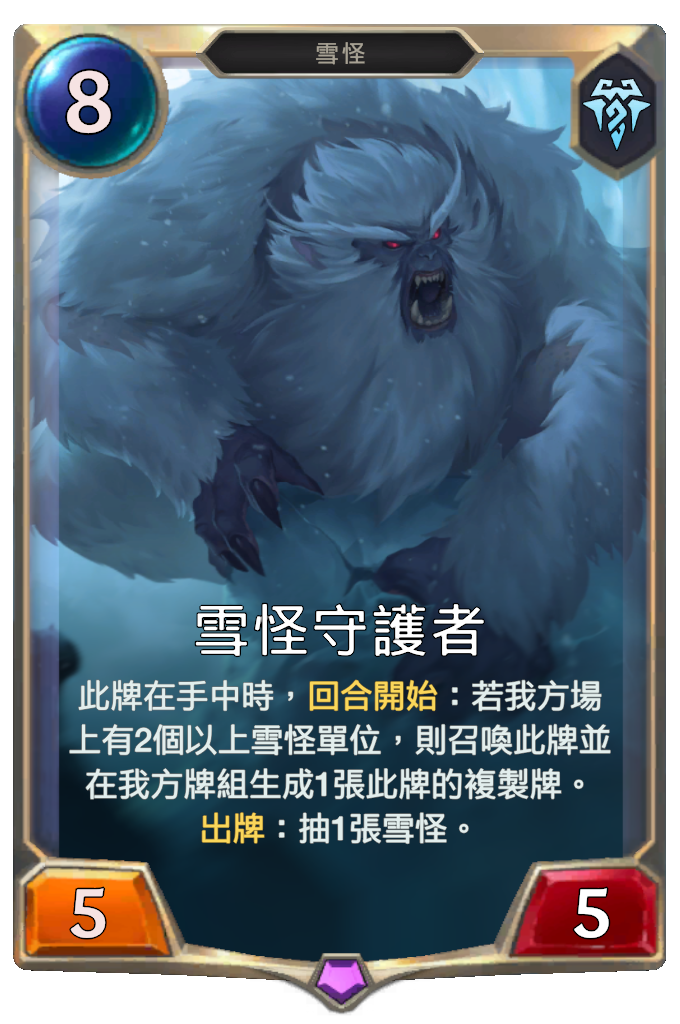 雪怪
8
雪怪守護者
此牌在手中時，回合開始：若我方場
上有2個以上雪怪單位，則召喚此牌並
在我方牌組生成1張此牌的複製牌。
出牌：抽1張雪怪。
5
5